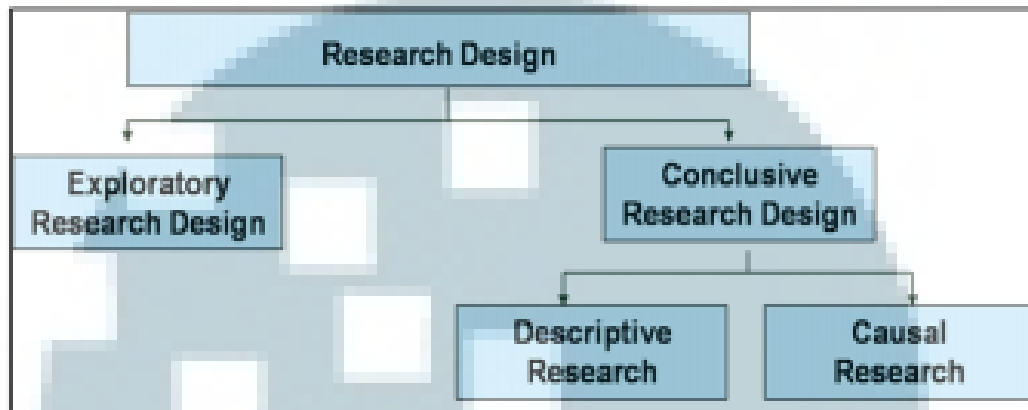 Research Design
Exploratory
Research Design
Conclusive
Research Design
Descriptive
Research
Causal
Research